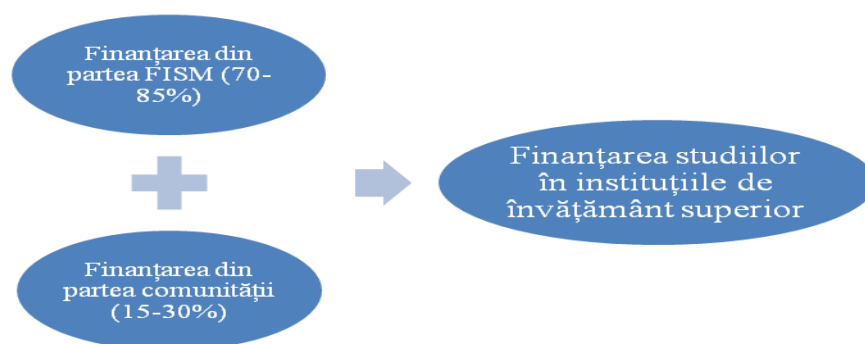 Finanțarea din
partea FISM (70-
85%)
Finanțarea studiilor
în instituțiile de
învățământ superior
Finanțarea din
partea comunității
(15-30%)